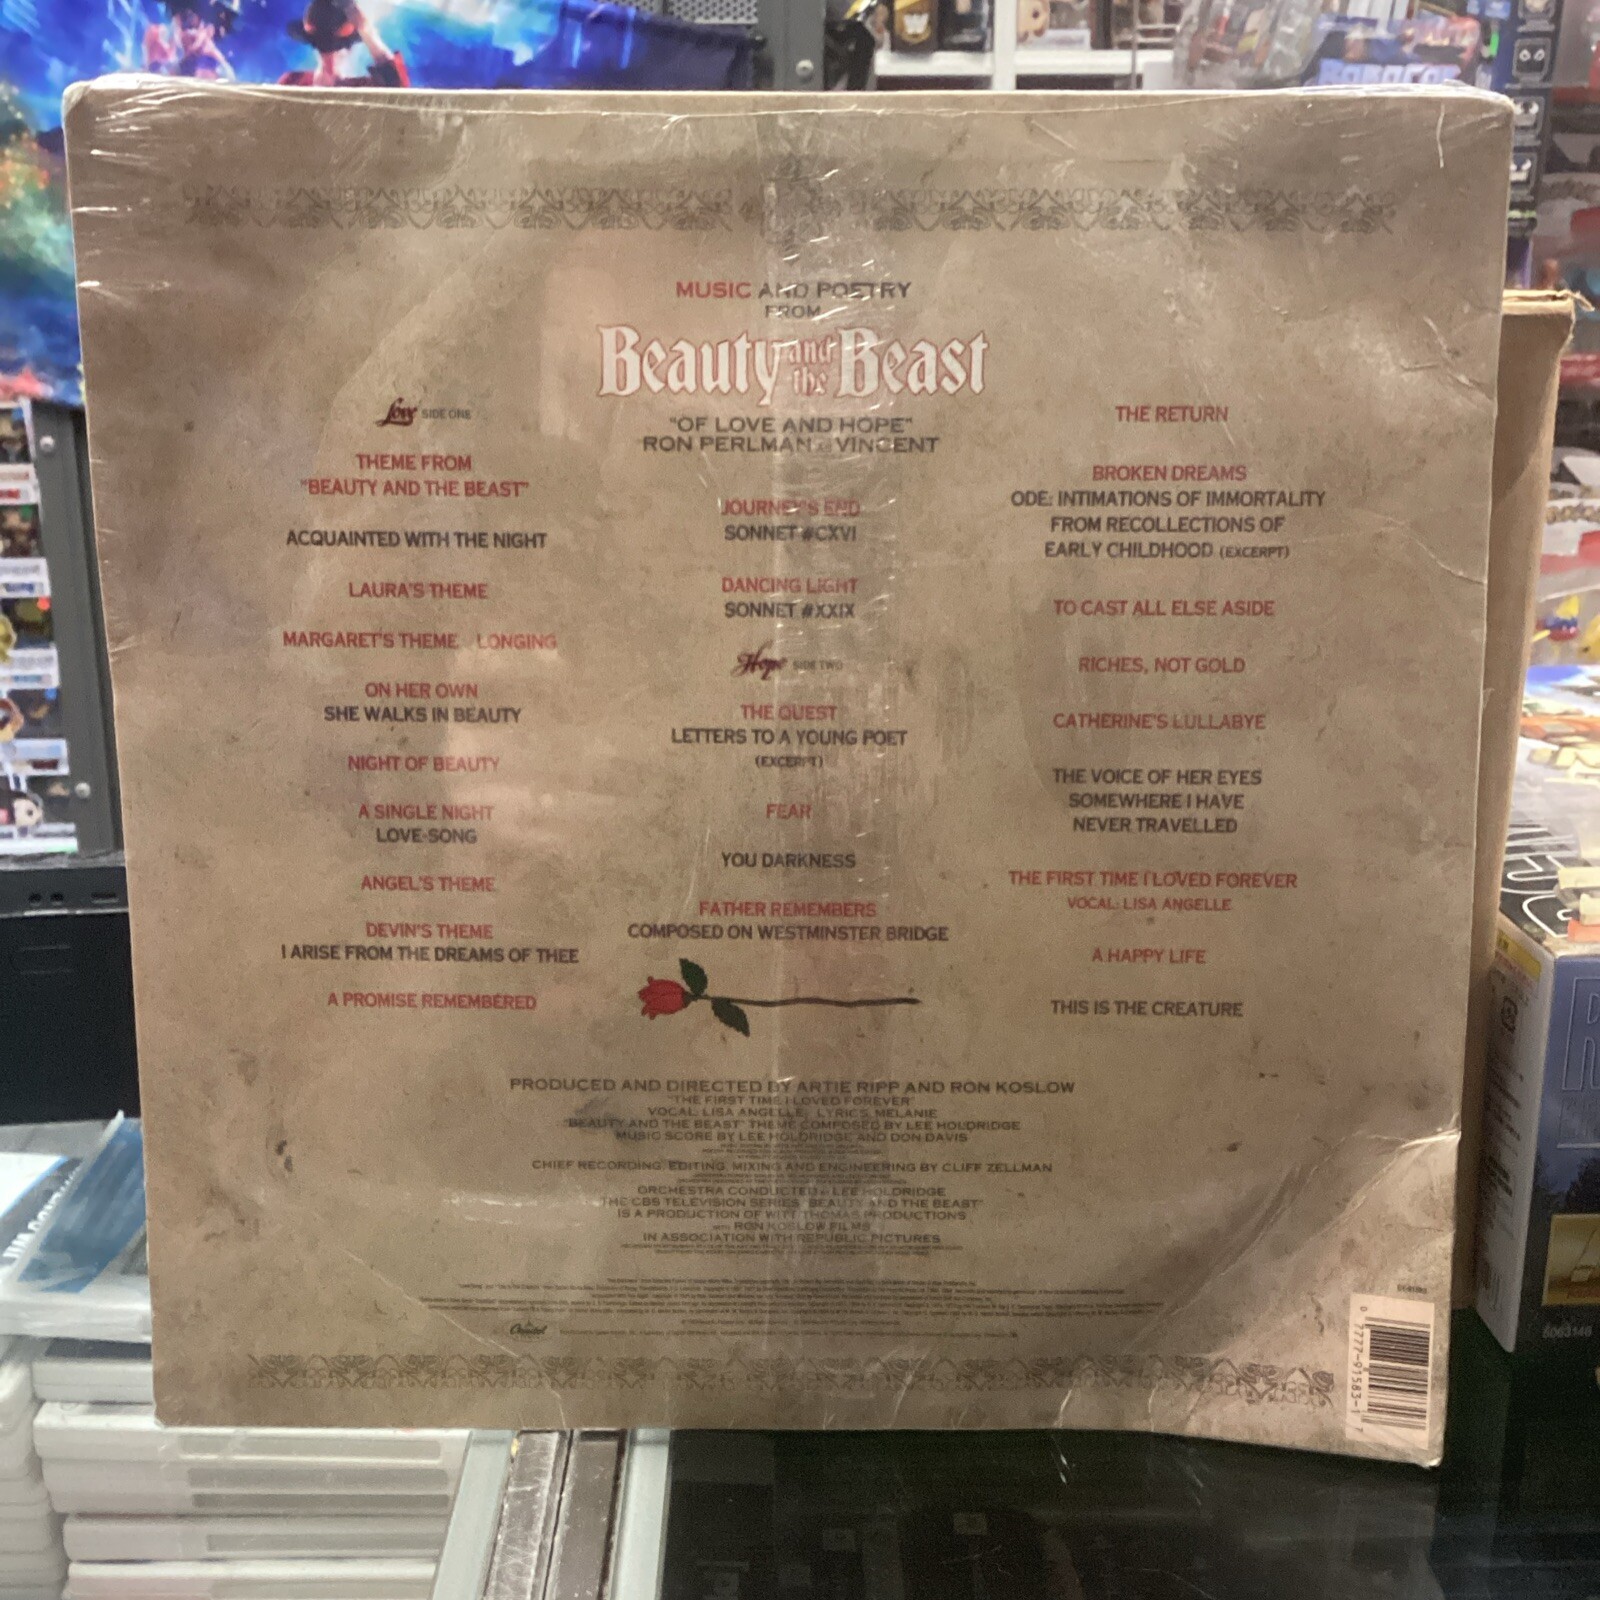 MUSIC AND POETRY
FROM
Beauty and the Beast
"OF LOVE AND HOPE"
RON PERLMAN VINCENT
Love SIDE ONE
THEME FROM
"BEAUTY AND THE BEAST"
ACQUAINTED WITH THE NIGHT
LAURA'S THEME
MARGARET'S THEME LONGING
ON HER OWN
SHE WALKS IN BEAUTY
NIGHT OF BEAUTY
A SINGLE NIGHT
LOVE-SONG
ANGEL'S THEME
DEVIN'S THEME
I ARISE FROM THE DREAMS OF THEE
A PROMISE REMEMBERED
JOURNEY'S END
SONNET #CXVI
DANCING LIGHT
SONNET #XXIX
Hope SIDE TWO
THE QUEST
LETTERS TO A YOUNG POET
(EXCERPT)
FEAR
YOU DARKNESS
FATHER REMEMBERS
COMPOSED ON WESTMINSTER BRIDGE
THE RETURN
BROKEN DREAMS
ODE: INTIMATIONS OF IMMORTALITY
FROM RECOLLECTIONS OF
EARLY CHILDHOOD (EXCERPT)
TO CAST ALL ELSE ASIDE
RICHES, NOT GOLD
CATHERINE'S LULLABYE
THE VOICE OF HER EYES
SOMEWHERE I HAVE
NEVER TRAVELLED
THE FIRST TIME I LOVED FOREVER
VOCAL: LISA ANGELLE
A HAPPY LIFE
THIS IS THE CREATURE
PRODUCED AND DIRECTED BY ARTIE RIPP AND RON KOSLOW
"THE FIRST TIME I LOVED FOREVER"
VOCAL: LISA ANGELLE, LYRICS, MELANIE
"BEAUTY AND THE BEAST" THEME COMPOSED BY LEE HOLDRIDGE
MUSIC SCORE BY LEE HOLDRIDGE AND DON DAVIS
CHIEF RECORDING, EDITING, MIXING AND ENGINEERING BY CLIFF ZELLMAN
ORCHESTRA CONDUCTED BY LEE HOLDRIDGE
THE CBS TELEVISION SERIES "BEAUTY AND THE BEAST"
IS A PRODUCTION OF WITT THOMAS PRODUCTIONS
WITH RON KOSLOW FILMS
IN ASSOCIATION WITH REPUBLIC PICTURES
Capitol
0 7777-91583-1 7